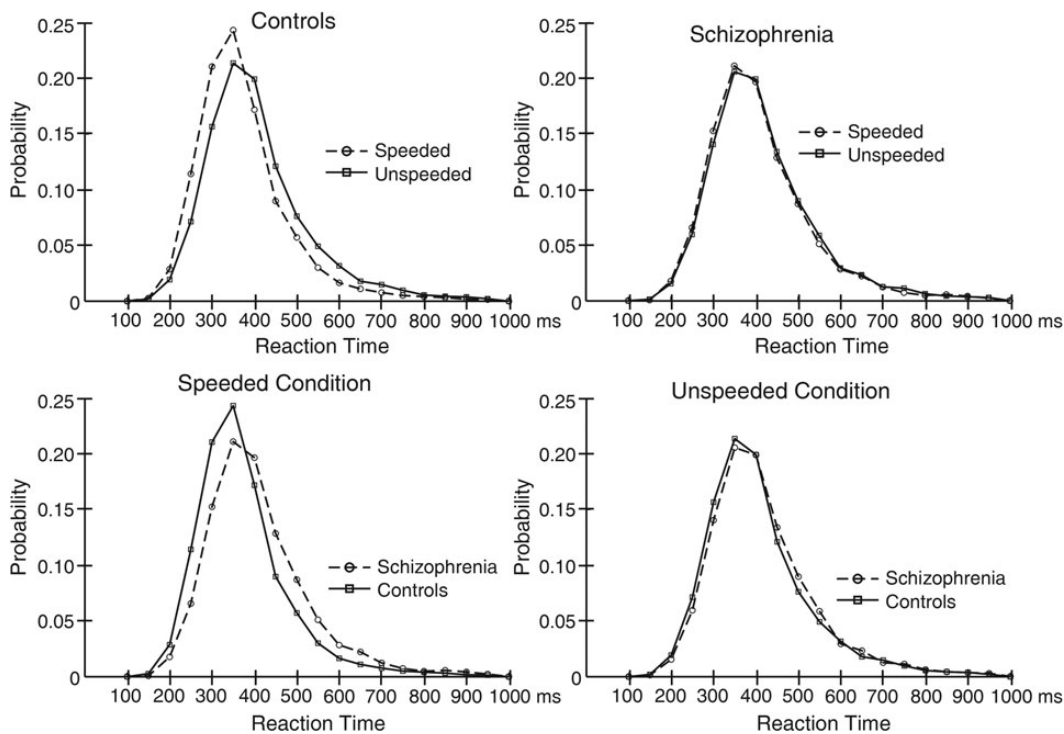 Controls
0.25
0.20
0.15
0.10
0.05
0
Probability
Speeded
Unspeeded
100 200 300 400 500 600 700 800 900 1000 ms
Reaction Time
Schizophrenia
0.25
0.20
0.15
0.10
0.05
0
Probability
Speeded
Unspeeded
100 200 300 400 500 600 700 800 900 1000 ms
Reaction Time
Speeded Condition
0.25
0.20
0.15
0.10
0.05
0
Probability
Schizophrenia
Controls
100 200 300 400 500 600 700 800 900 1000 ms
Reaction Time
Unspeeded Condition
0.25
0.20
0.15
0.10
0.05
0
Probability
Schizophrenia
Controls
100 200 300 400 500 600 700 800 900 1000 ms
Reaction Time